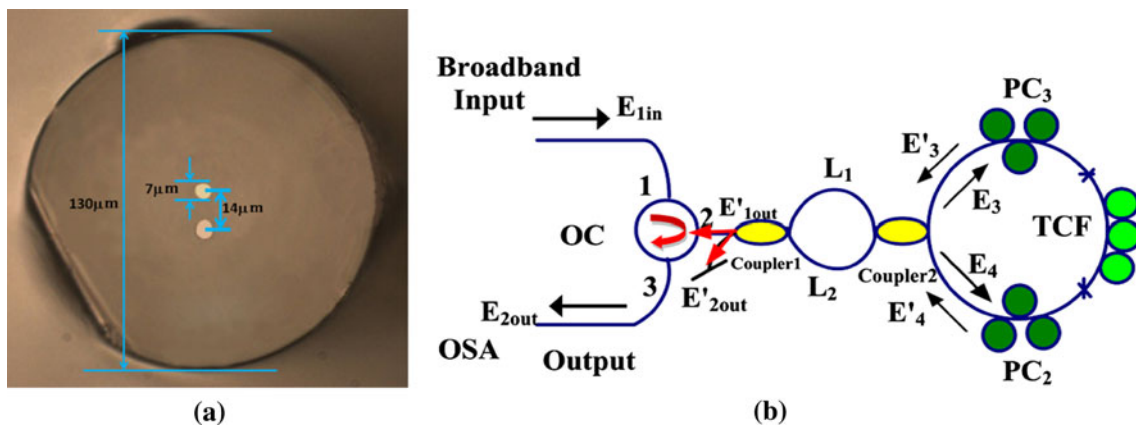 130μm
7μm
14μm
(a)
Broadband
Input
E1in
1
OC
2
3
E'1out
E'2out
Coupler1
L1
L2
Coupler2
E2out
OSA
Output
PC3
E'3
E3
TCF
E4
E'4
PC2
(b)